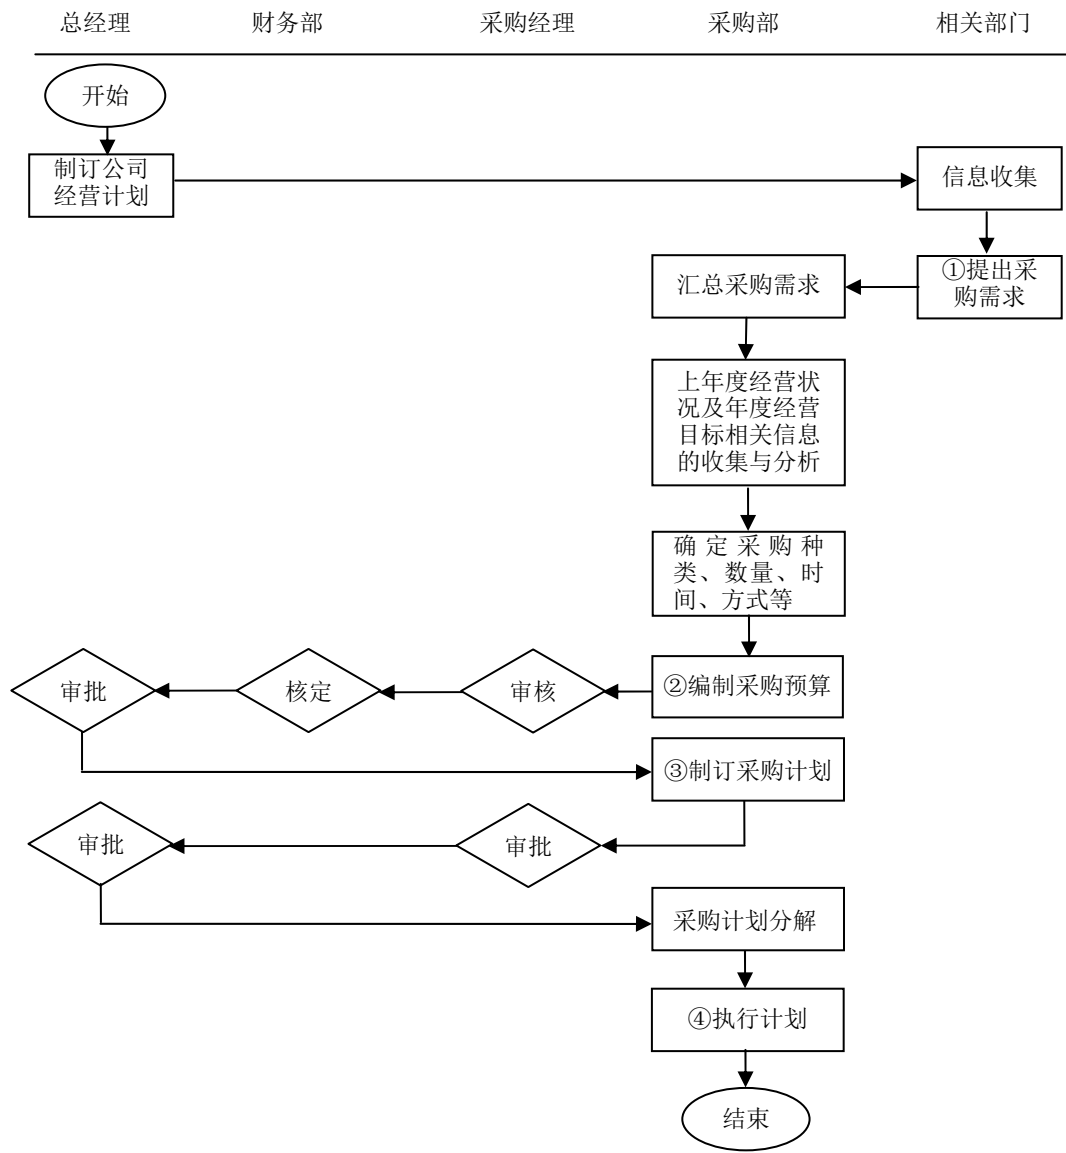 总经理
财务部
采购经理
采购部
相关部门
开始
制订公司
经营计划
信息收集
①提出采
购需求
汇总采购需求
上年度经营状
况及年度经营
目标相关信息
的收集与分析
确定采购种
类、数量、时
间、方式等
②编制采购预算
审核
核定
审批
③制订采购计划
审批
审批
采购计划分解
④执行计划
结束